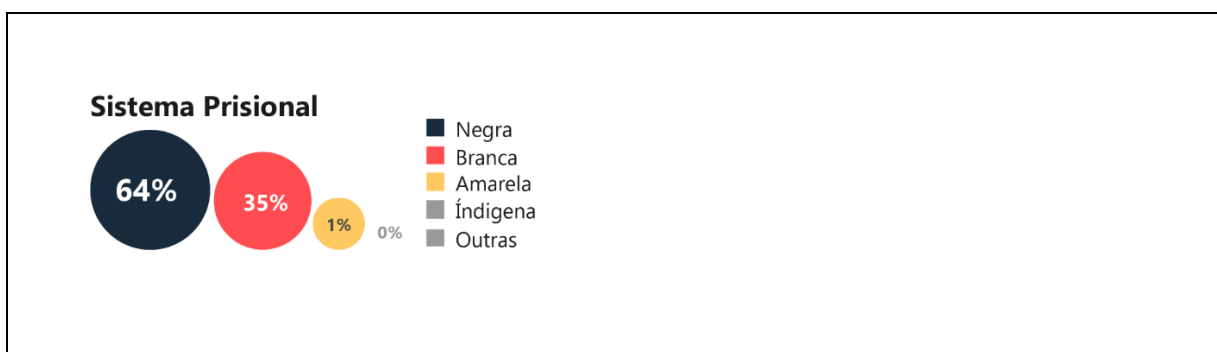 Sistema Prisional
64%
35%
1%
0%
Negra
Branca
Amarela
Índigena
Outras